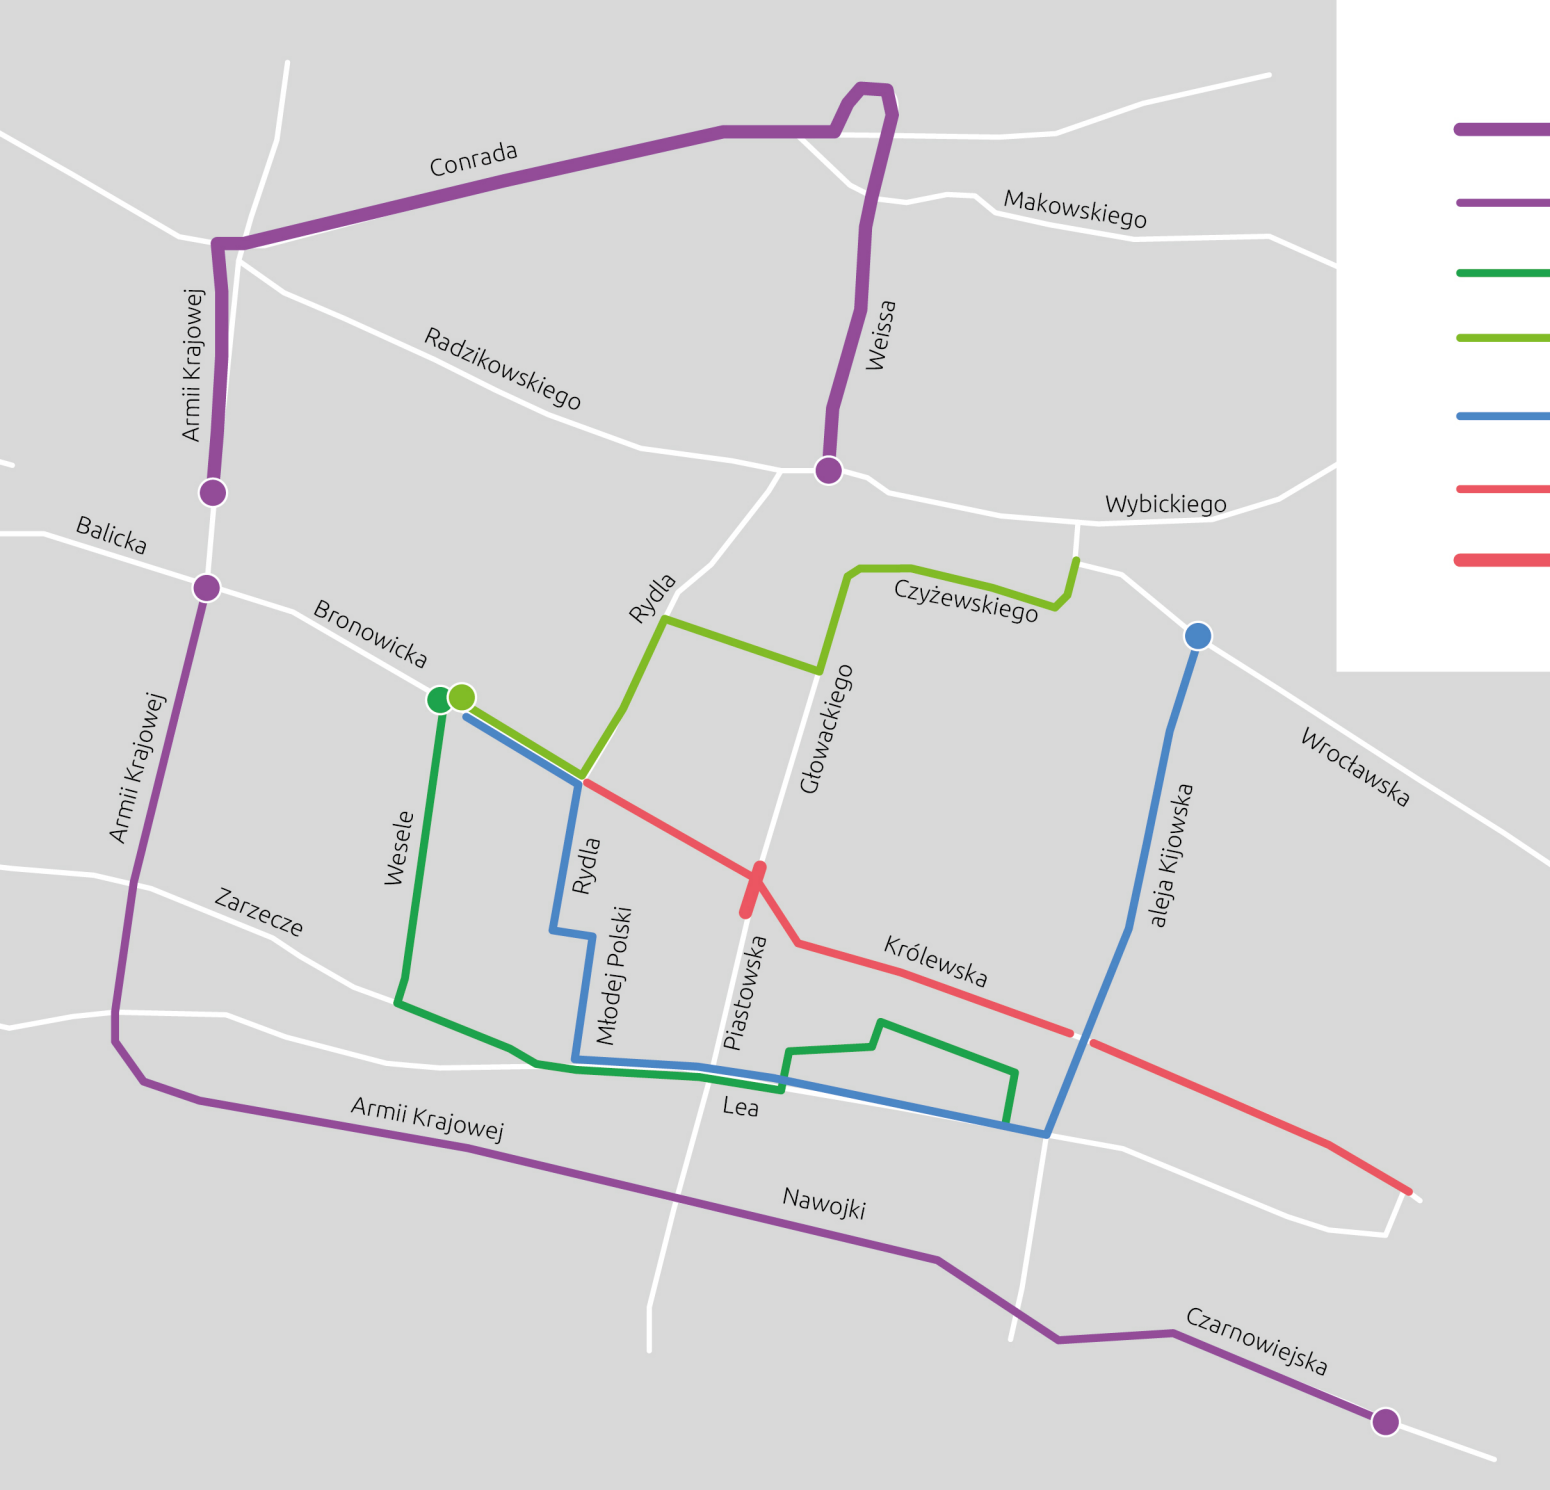 Conrada
Makowskiego
Armii Krajowej
Radzikowskiego
Weissa
Wybickiego
Balicka
Rydla
Czyżewskiego
Bronowicka
Głowackiego
Armii Krajowej
Wrocławska
Wesele
Rydla
aleja Kijowska
Zarzecze
Młodej Polski
Piastowska
Królewska
Lea
Armii Krajowej
Nawojki
Czarnowiejska